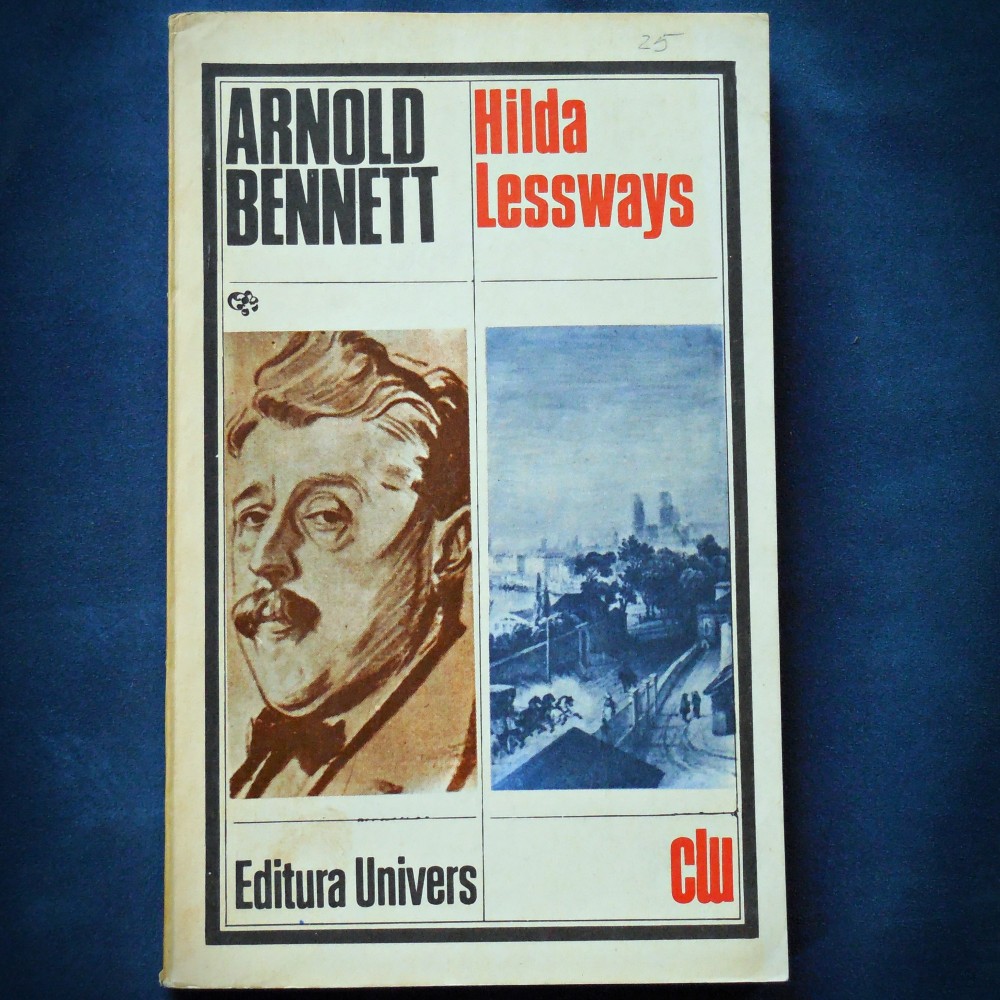 25
ARNOLD
BENNETT
Hilda
Lessways
Editura Univers
clu